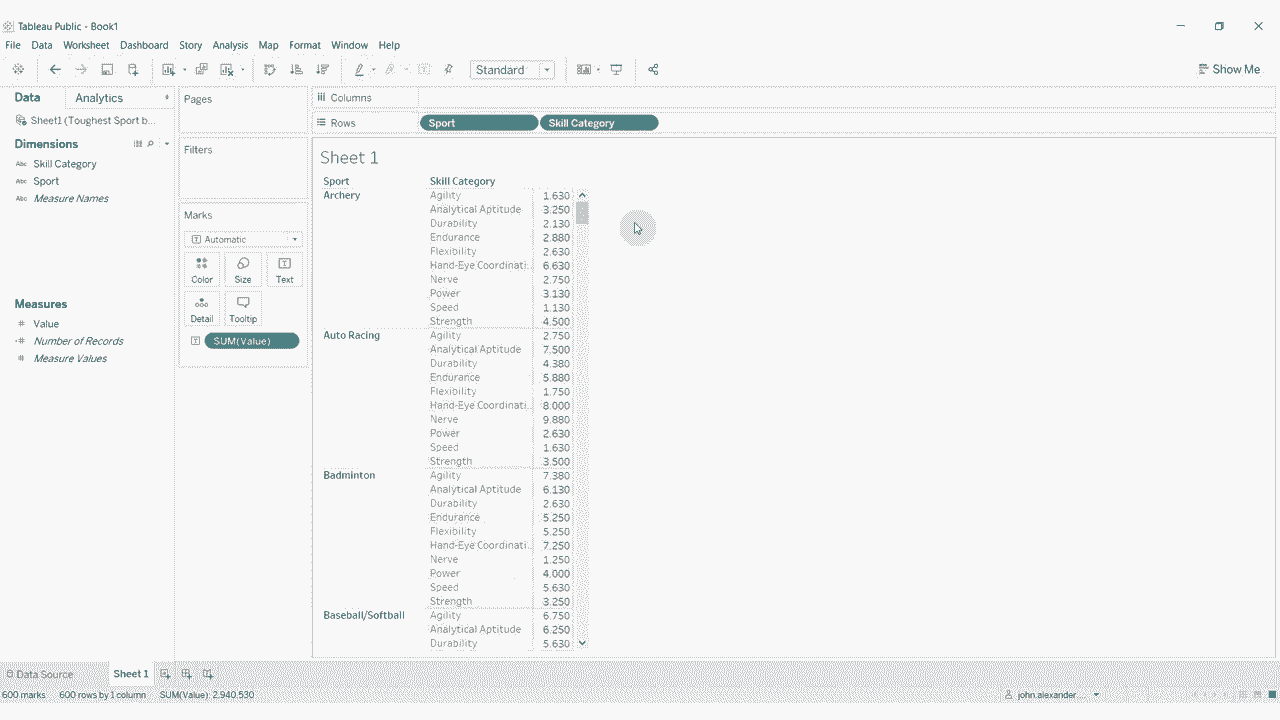 Tableau Public - Book1
File Data Worksheet Dashboard Story Analysis Map Format Window Help
Standard
Show Me
Data Analytics
Sheet1 (Toughest Sport b...
Dimensions
Abc Skill Category
Abc Sport
Abc Measure Names
Measures
# Value
=# Number of Records
# Measure Values
Pages
Filters
Marks
Automatic
Color Size Text
Detail Tooltip
SUM(Value)
Columns
Rows Sport Skill Category
Sheet 1
Sport Skill Category
Archery Agility 1.630
Analytical Aptitude 3.250
Durability 2.130
Endurance 2.880
Flexibility 2.630
Hand-Eye Coordinati.. 6.630
Nerve 2.750
Power 3.130
Speed 1.130
Strength 4.500
Auto Racing Agility 2.750
Analytical Aptitude 7.500
Durability 4.380
Endurance 5.880
Flexibility 1.750
Hand-Eye Coordinati.. 8.000
Nerve 9.880
Power 2.630
Speed 1.630
Strength 3.500
Badminton Agility 7.380
Analytical Aptitude 6.130
Durability 2.630
Endurance 5.250
Flexibility 5.250
Hand-Eye Coordinati.. 7.250
Nerve 1.250
Power 4.000
Speed 5.630
Strength 3.250
Baseball/Softball Agility 6.750
Analytical Aptitude 6.250
Durability 5.630
Data Source Sheet 1
600 marks 600 rows by 1 column SUM(Value): 2,940.530
john.alexander....